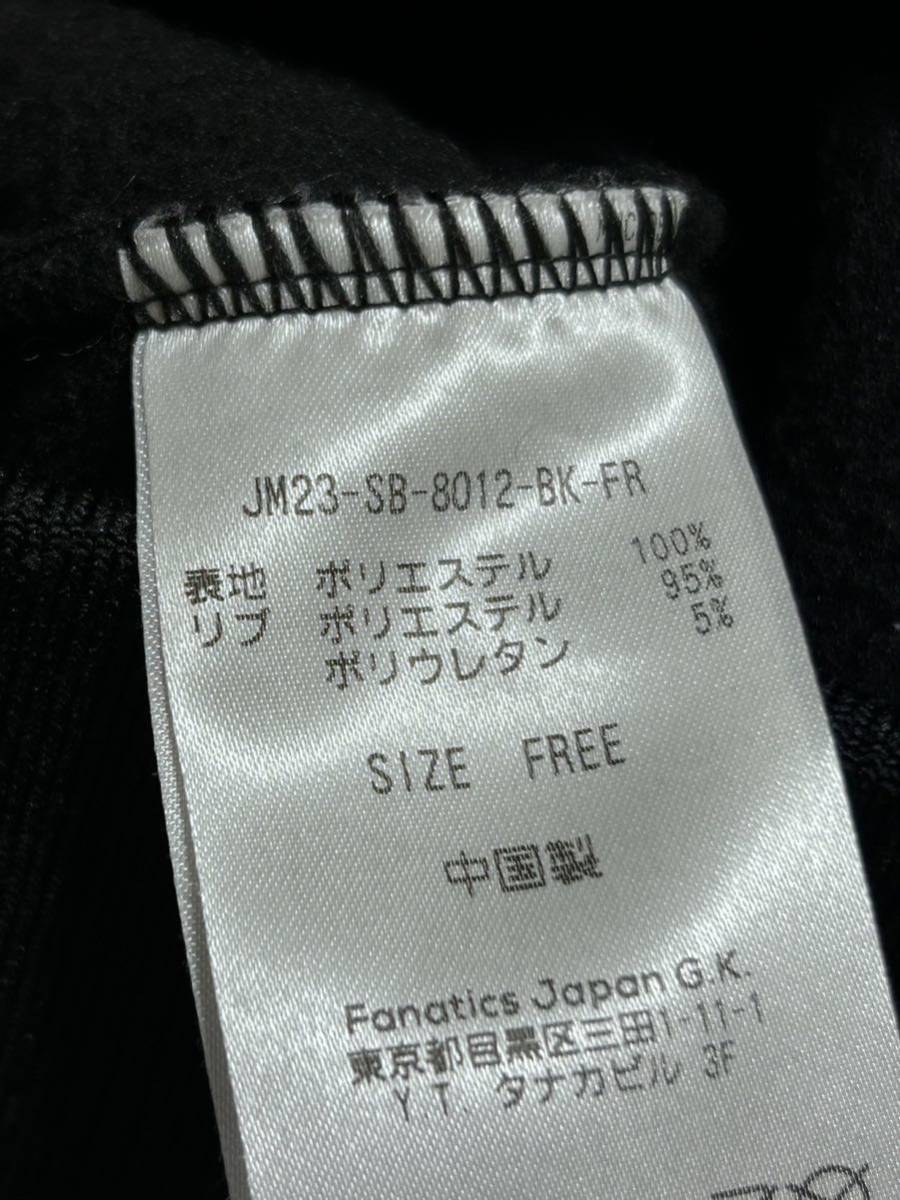 JM23-SB-8012-BK-FR
表地 ポリエステル 100%
リブ ポリエステル 95%
ポリウレタン 5%
SIZE FREE
中国製
Fanatics Japan G.K.
東京都目黒区三田1-11-1
Y.T. タナカビル 3F